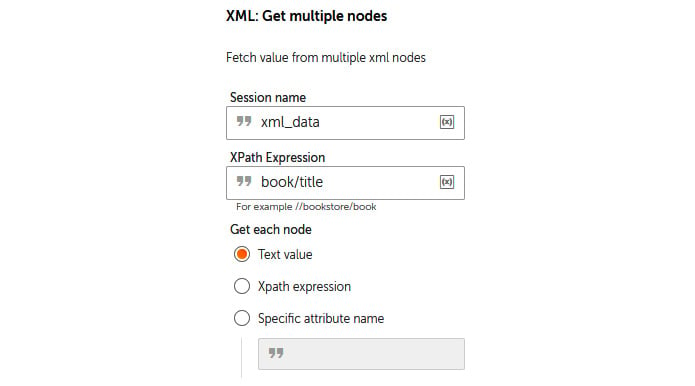 XML: Get multiple nodes
Fetch value from multiple xml nodes
Session name
" xml_data (x)
XPath Expression
" book/title (x)
For example //bookstore/book
Get each node
Text value
Xpath expression
Specific attribute name
"